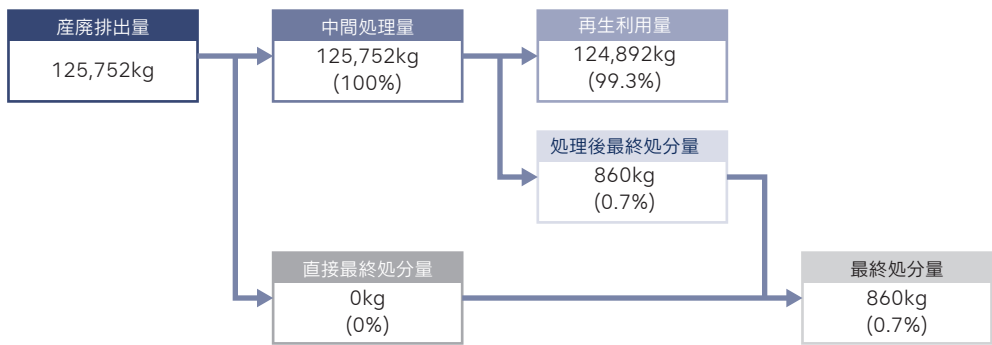 産廃排出量
125,752kg
中間処理量
125,752kg
(100%)
再生利用量
124,892kg
(99.3%)
処理後最終処分量
860kg
(0.7%)
直接最終処分量
0kg
(0%)
最終処分量
860kg
(0.7%)